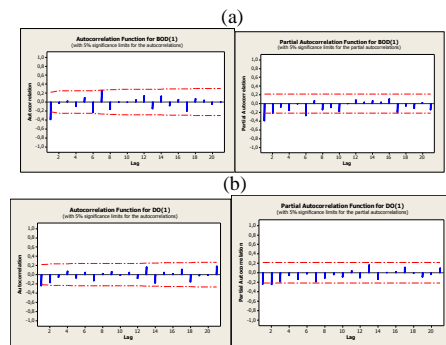 (a)
Autocorrelation Function for BOD(1)
(with 5% significance limits for the autocorrelations)
Autocorrelation
1,0
0,8
0,6
0,4
0,2
0,0
-0,2
-0,4
-0,6
-0,8
-1,0
2 4 6 8 10 12 14 16 18 20
Lag
Partial Autocorrelation Function for BOD(1)
(with 5% significance limits for the partial autocorrelations)
Partial Autocorrelation
1,0
0,8
0,6
0,4
0,2
0,0
-0,2
-0,4
-0,6
-0,8
-1,0
2 4 6 8 10 12 14 16 18 20
Lag
(b)
Autocorrelation Function for DO(1)
(with 5% significance limits for the autocorrelations)
Autocorrelation
1,0
0,8
0,6
0,4
0,2
0,0
-0,2
-0,4
-0,6
-0,8
-1,0
2 4 6 8 10 12 14 16 18 20
Lag
Partial Autocorrelation Function for DO(1)
(with 5% significance limits for the partial autocorrelations)
Partial Autocorrelation
1,0
0,8
0,6
0,4
0,2
0,0
-0,2
-0,4
-0,6
-0,8
-1,0
2 4 6 8 10 12 14 16 18 20
Lag